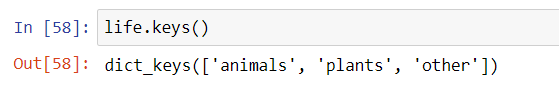 In [58]: life.keys()
Out[58]: dict_keys(['animals', 'plants', 'other'])